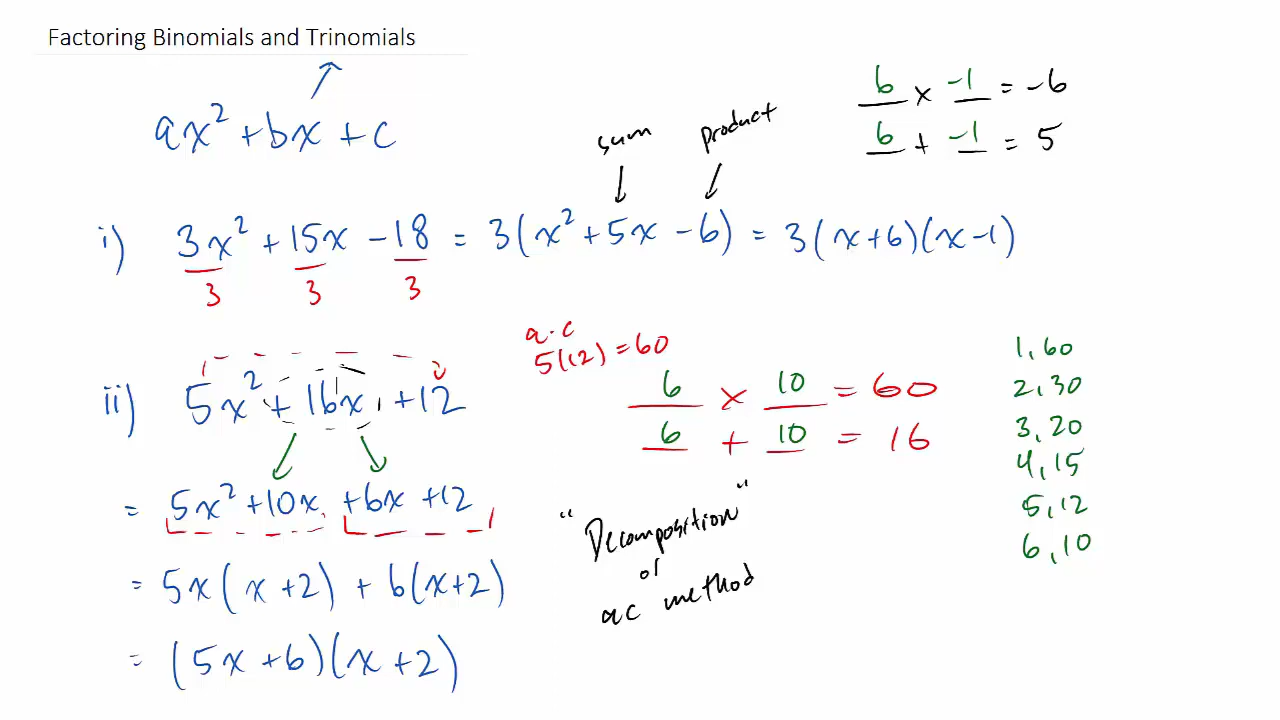 Factoring Binomials and Trinomials
ax² + bx + c
sum
product
6 × -1 = -6
6 + -1 = 5
i) 3x² + 15x - 18 = 3(x² + 5x - 6) = 3(x+6)(x-1)
3 3 3
a·c
5(12) = 60
ii) 5x² + 16x + 12
6 × 10 = 60
6 + 10 = 16
1, 60
2, 30
3, 20
4, 15
5, 12
6, 10
= 5x² + 10x + 6x + 12
= 5x(x + 2) + 6(x+2)
= (5x + 6)(x + 2)
"Decomposition"
or
ac method